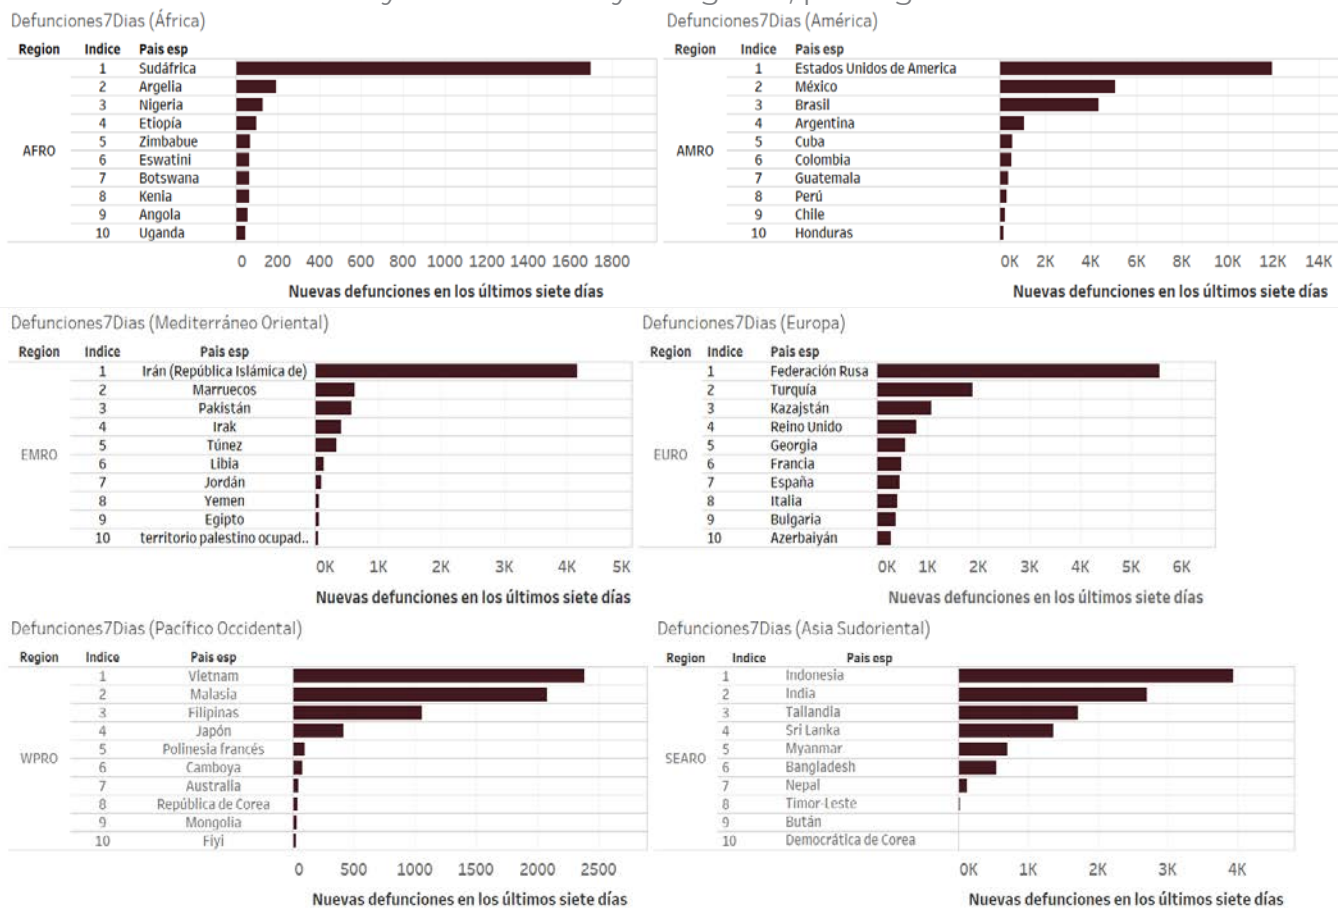 Defunciones7Dias (África)
Region Indice Pais esp
AFRO
1 Sudáfrica
2 Argelia
3 Nigeria
4 Etiopía
5 Zimbabue
6 Eswatini
7 Botswana
8 Kenia
9 Angola
10 Uganda
0 200 400 600 800 1000 1200 1400 1600 1800
Nuevas defunciones en los últimos siete días
Defunciones7Dias (América)
Region Indice Pais esp
AMRO
1 Estados Unidos de America
2 México
3 Brasil
4 Argentina
5 Cuba
6 Colombia
7 Guatemala
8 Perú
9 Chile
10 Honduras
0K 2K 4K 6K 8K 10K 12K 14K
Nuevas defunciones en los últimos siete días
Defunciones7Dias (Mediterráneo Oriental)
Region Indice Pais esp
EMRO
1 Irán (República Islámica de)
2 Marruecos
3 Pakistán
4 Irak
5 Túnez
6 Libia
7 Jordán
8 Yemen
9 Egipto
10 territorio palestino ocupad..
0K 1K 2K 3K 4K 5K
Nuevas defunciones en los últimos siete días
Defunciones7Dias (Europa)
Region Indice Pais esp
EURO
1 Federación Rusa
2 Turquía
3 Kazajstán
4 Reino Unido
5 Georgia
6 Francia
7 España
8 Italia
9 Bulgaria
10 Azerbaiyán
0K 1K 2K 3K 4K 5K 6K
Nuevas defunciones en los últimos siete días
Defunciones7Dias (Pacífico Occidental)
Region Indice Pais esp
WPRO
1 Vietnam
2 Malasia
3 Filipinas
4 Japón
5 Polinesia francés
6 Camboya
7 Australia
8 República de Corea
9 Mongolia
10 Fiyi
0 500 1000 1500 2000 2500
Nuevas defunciones en los últimos siete días
Defunciones7Dias (Asia Sudoriental)
Region Indice Pais esp
SEARO
1 Indonesia
2 India
3 Tailandia
4 Sri Lanka
5 Myanmar
6 Bangladesh
7 Nepal
8 Timor-Leste
9 Bután
10 Democrática de Corea
0K 1K 2K 3K 4K
Nuevas defunciones en los últimos siete días